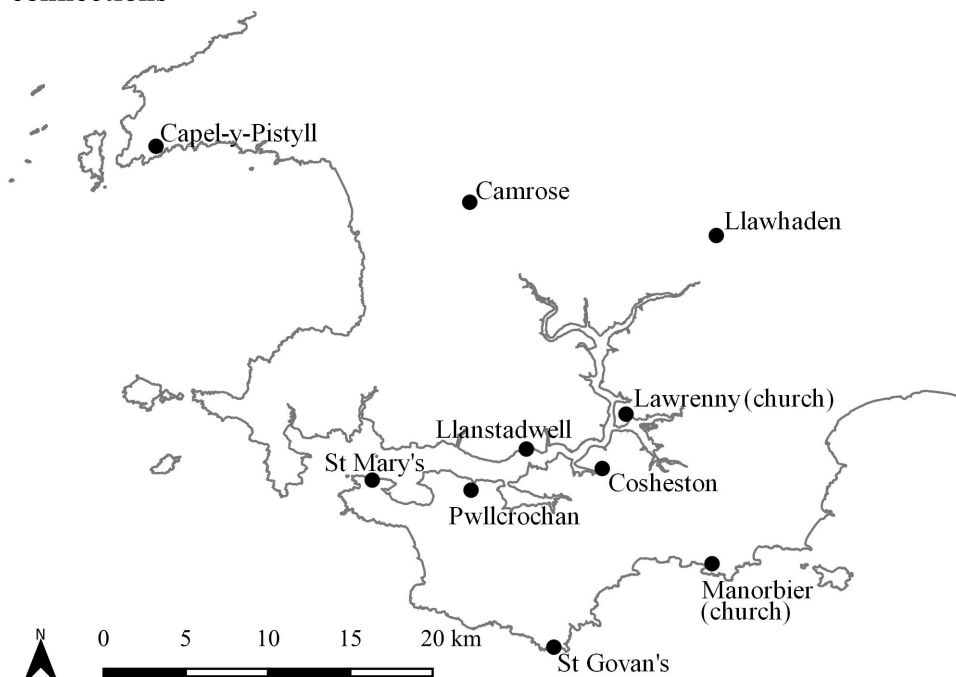 Capel-y-Pistyll
Camrose
Llawhaden
Lawrenny (church)
Llanstadwell
St Mary's
Cosheston
Pwllcrochan
Manorbier
(church)
N
0 5 10 15 20 km
St Govan's